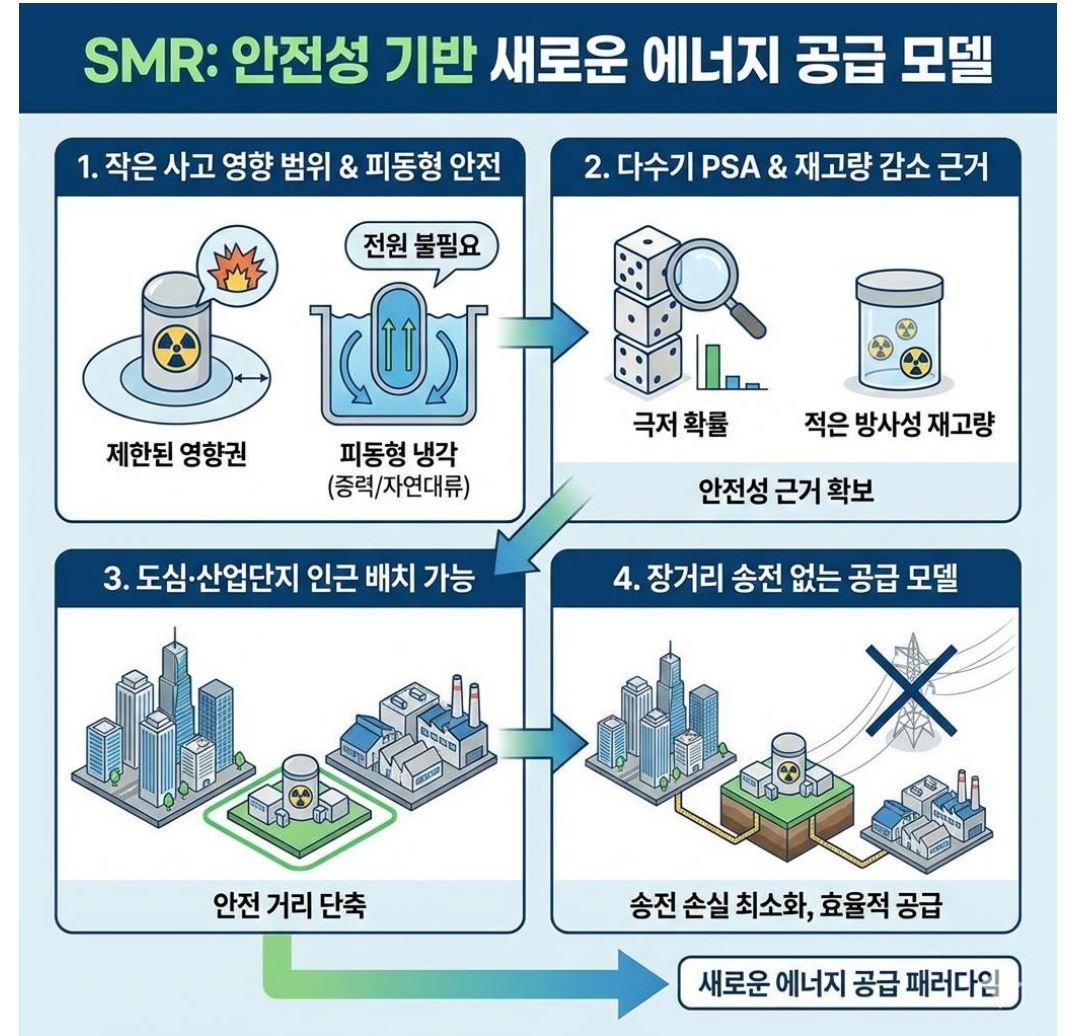 SMR: 안전성 기반 새로운 에너지 공급 모델
1. 작은 사고 영향 범위 & 피동형 안전
전원 불필요
제한된 영향권
피동형 냉각
(중력/자연대류)
2. 다수기 PSA & 재고량 감소 근거
극저 확률
적은 방사성 재고량
안전성 근거 확보
3. 도심·산업단지 인근 배치 가능
안전 거리 단축
4. 장거리 송전 없는 공급 모델
송전 손실 최소화, 효율적 공급
새로운 에너지 공급 패러다임